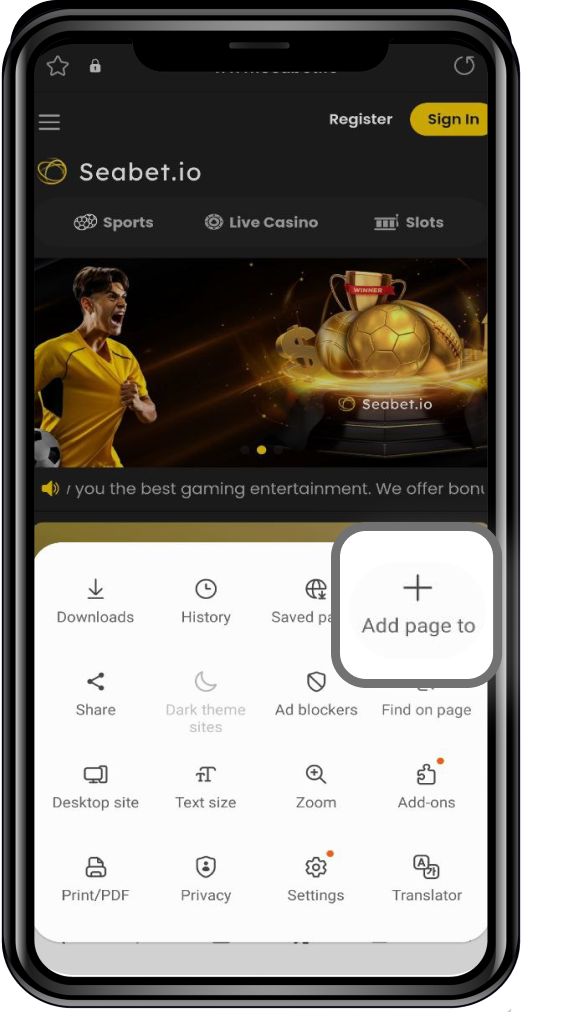 Register
Sign In
Seabet.io
Sports
Live Casino
Slots
WINNER
$
Seabet.io
you the best gaming entertainment. We offer
Downloads
History
Saved
Add page to
Share
Dark theme
sites
Ad blockers
Find on page
Desktop site
Text size
Zoom
Add-ons
Print/PDF
Privacy
Settings
Translator